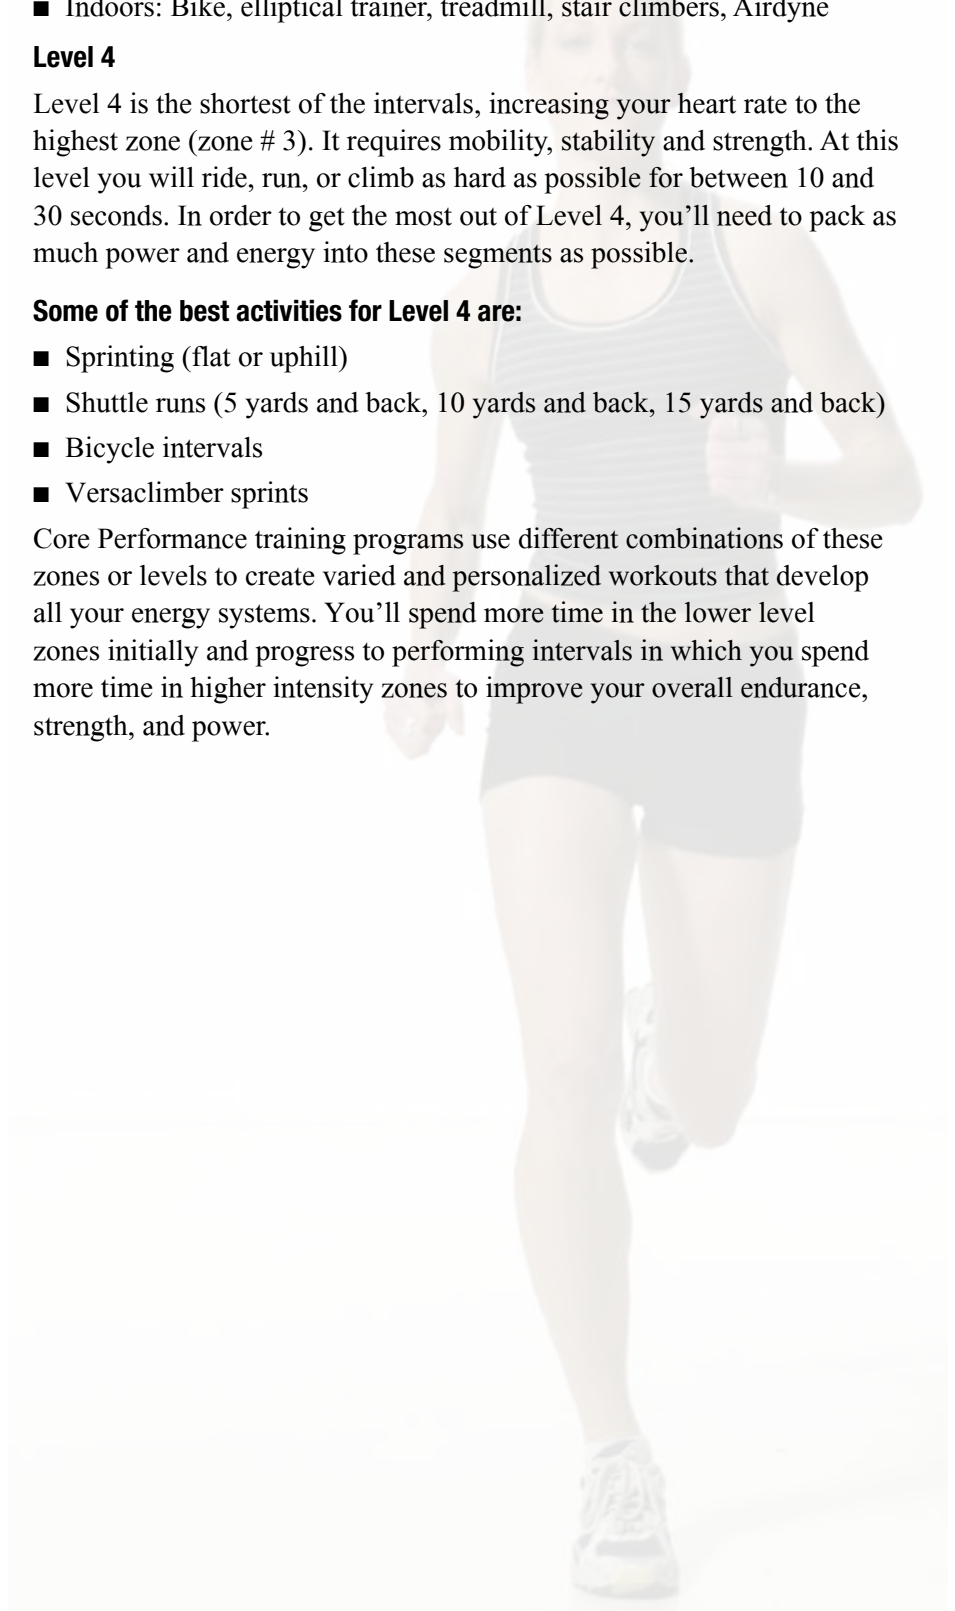 ■ Indoors: Bike, elliptical trainer, treadmill, stair climbers, Airdyne
Level 4
Level 4 is the shortest of the intervals, increasing your heart rate to the
highest zone (zone # 3). It requires mobility, stability and strength. At this
level you will ride, run, or climb as hard as possible for between 10 and
30 seconds. In order to get the most out of Level 4, you’ll need to pack as
much power and energy into these segments as possible.
Some of the best activities for Level 4 are:
■ Sprinting (flat or uphill)
■ Shuttle runs (5 yards and back, 10 yards and back, 15 yards and back)
■ Bicycle intervals
■ Versaclimber sprints
Core Performance training programs use different combinations of these
zones or levels to create varied and personalized workouts that develop
all your energy systems. You’ll spend more time in the lower level
zones initially and progress to performing intervals in which you spend
more time in higher intensity zones to improve your overall endurance,
strength, and power.